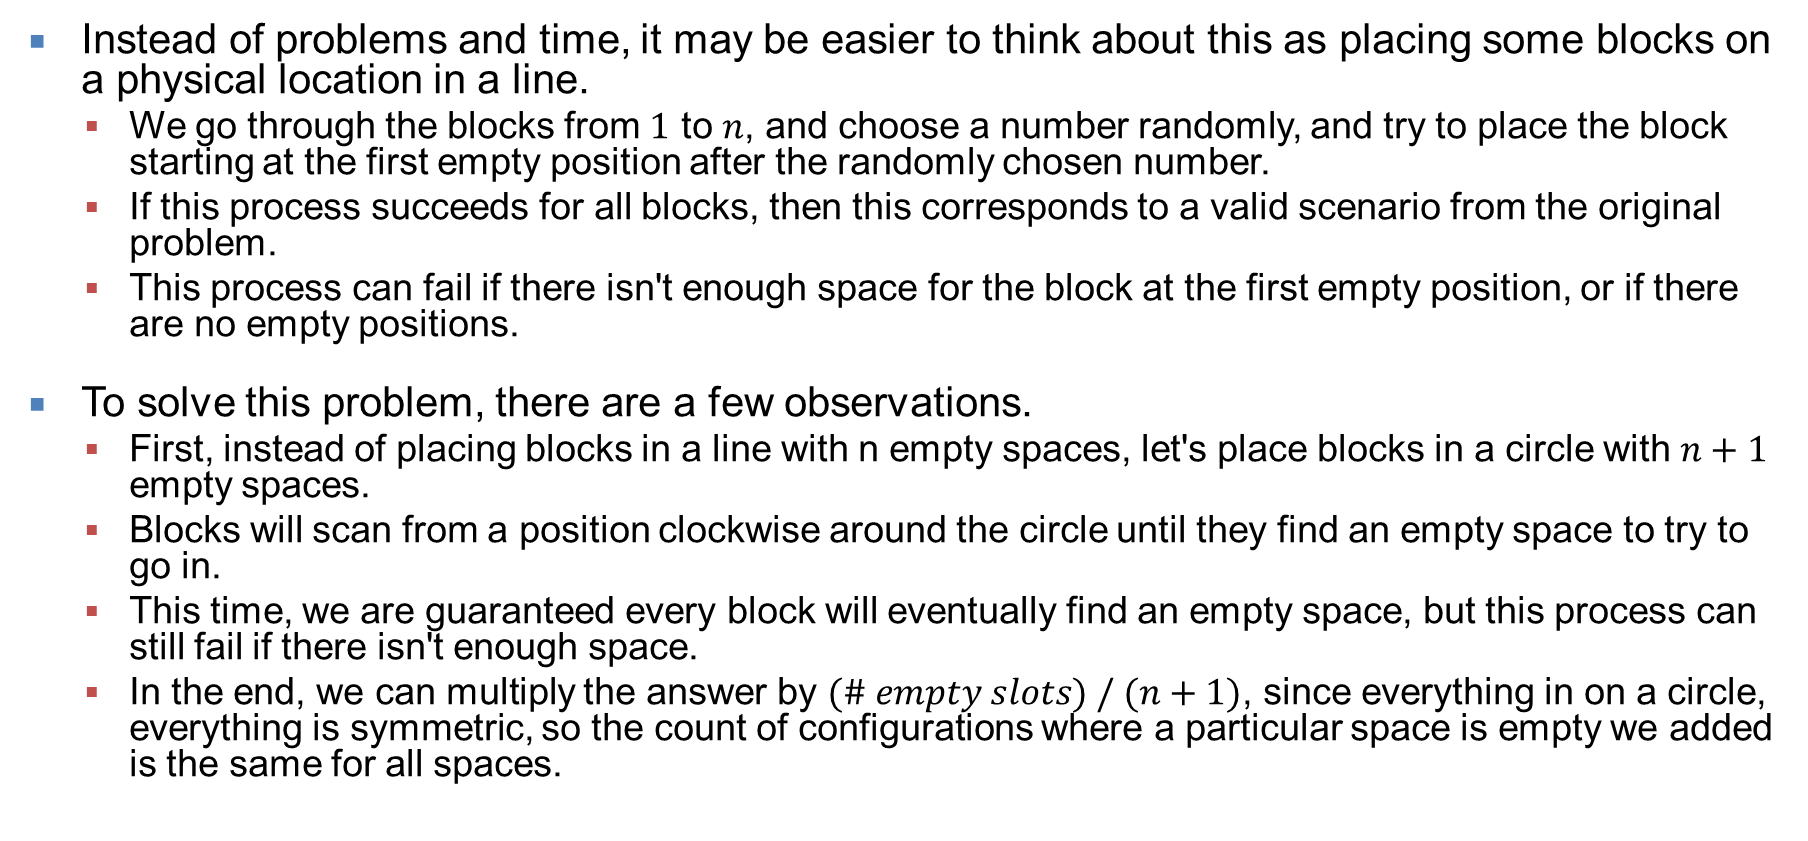 Instead of problems and time, it may be easier to think about this as placing some blocks on
a physical location in a line.
We go through the blocks from 1 to n, and choose a number randomly, and try to place the block
starting at the first empty position after the randomly chosen number.
If this process succeeds for all blocks, then this corresponds to a valid scenario from the original
problem.
This process can fail if there isn't enough space for the block at the first empty position, or if there
are no empty positions.
To solve this problem, there are a few observations.
First, instead of placing blocks in a line with n empty spaces, let's place blocks in a circle with n + 1
empty spaces.
Blocks will scan from a position clockwise around the circle until they find an empty space to try to
go in.
This time, we are guaranteed every block will eventually find an empty space, but this process can
still fail if there isn't enough space.
In the end, we can multiply the answer by (# empty slots) / (n + 1), since everything in on a circle,
everything is symmetric, so the count of configurations where a particular space is empty we added
is the same for all spaces.